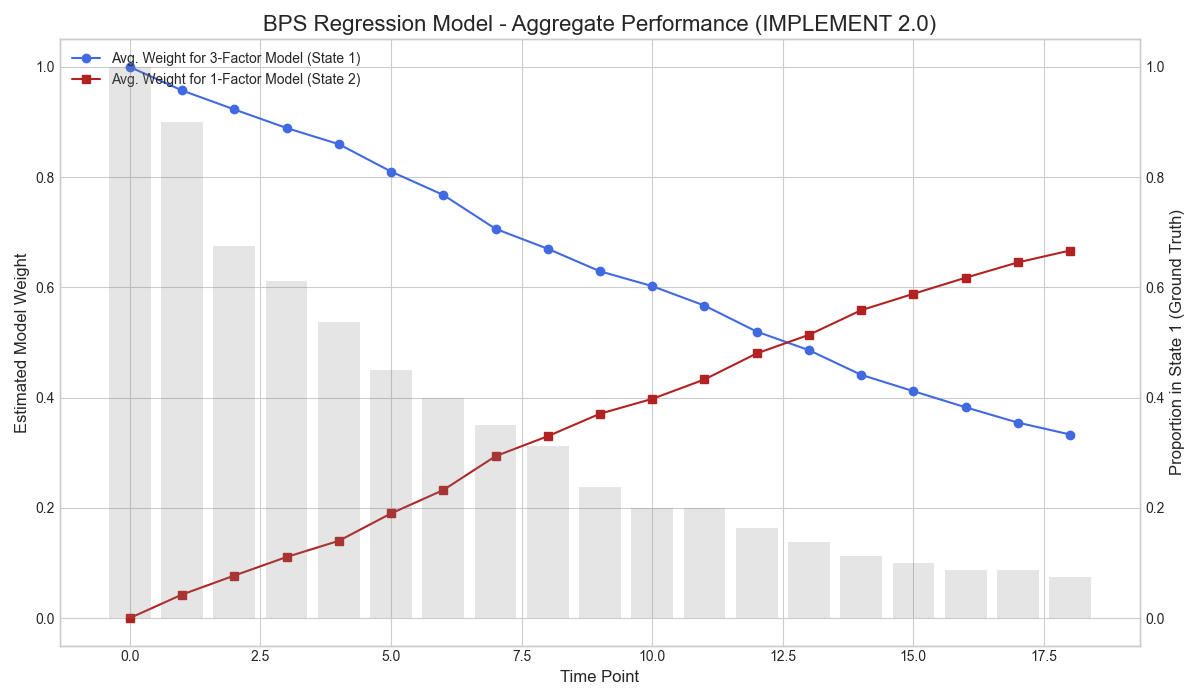 BPS Regression Model - Aggregate Performance (IMPLEMENT 2.0)
Avg. Weight for 3-Factor Model (State 1)
Avg. Weight for 1-Factor Model (State 2)
Estimated Model Weight
1.0
0.8
0.6
0.4
0.2
0.0
1.0
0.8
0.6
0.4
0.2
0.0
Proportion in State 1 (Ground Truth)
0.0 2.5 5.0 7.5 10.0 12.5 15.0 17.5
Time Point